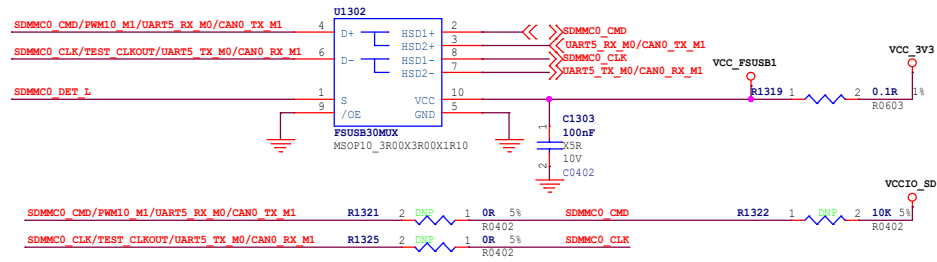 U1302
SDMMC0_CMD/PWM10_M1/UART5_RX_M0/CAN0_TX_M1 4 D+ HSD1+ 2 SDMMC0_CMD
HSD2+ 3 UART5_RX_M0/CAN0_TX_M1
SDMMC0_CLK/TEST_CLKOUT/UART5_TX_M0/CAN0_RX_M1 6 D- HSD1- 8 SDMMC0_CLK
HSD2- 7 UART5_TX_M0/CAN0_RX_M1
VCC_FSUSB1 VCC_3V3
SDMMC0_DET_L 1 S VCC 10 R1319 1 2 0.1R 1%
R0603
9 /OE GND 5
FSUSB30MUX
MSOP10_3R00X3R00X1R10
1 C1303
100nF
X5R
10V
2 C0402
VCCIO_SD
SDMMC0_CMD/PWM10_M1/UART5_RX_M0/CAN0_TX_M1 R1321 2 DNP 1 0R 5% SDMMC0_CMD R1322 1 DNP 2 10K 5%
R0402 R0402
SDMMC0_CLK/TEST_CLKOUT/UART5_TX_M0/CAN0_RX_M1 R1325 2 DNP 1 0R 5% SDMMC0_CLK
R0402